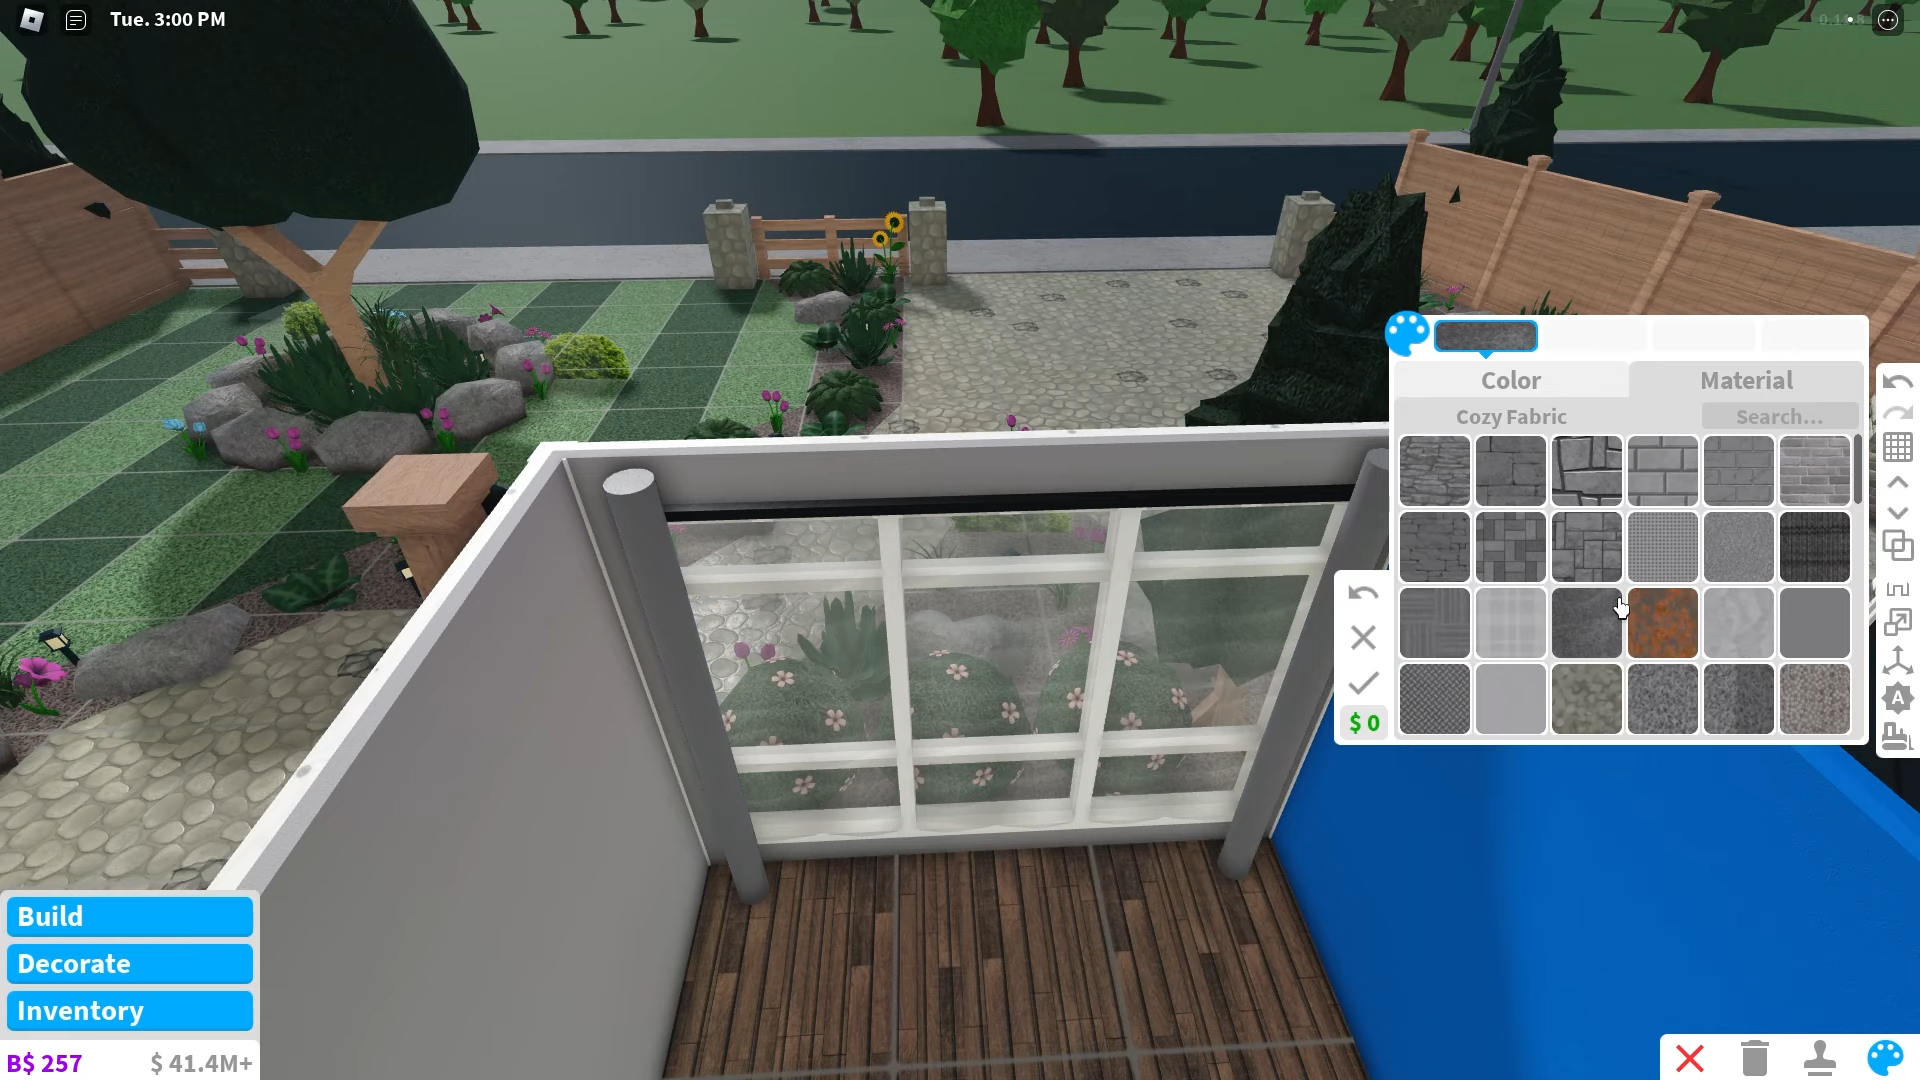 Tue. 3:00 PM
Color
Material
Cozy Fabric
Search...
$ 0
A
Build
Decorate
Inventory
B$ 257
$ 41.4M+